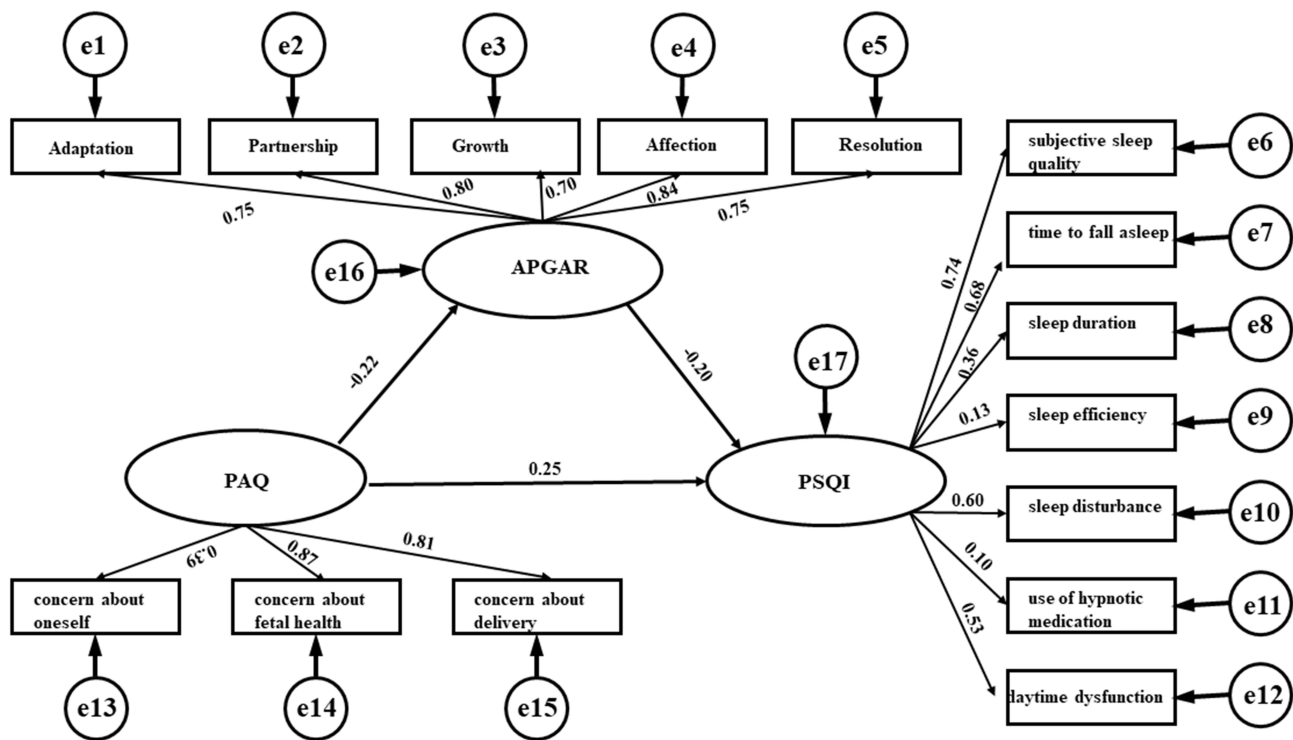 e1
e2
e3
e4
e5
Adaptation
Partnership
Growth
Affection
Resolution
subjective sleep
quality
e6
0.75
0.80
0.70
0.84
0.75
time to fall asleep
e7
e16
APGAR
0.74
0.68
sleep duration
e8
0.36
-0.22
-0.20
e17
0.13
sleep efficiency
e9
PAQ
0.25
PSQI
0.60
sleep disturbance
e10
0.39
0.87
0.81
0.10
use of hypnotic
medication
e11
concern about
oneself
concern about
fetal health
concern about
delivery
0.53
daytime dysfunction
e12
e13
e14
e15